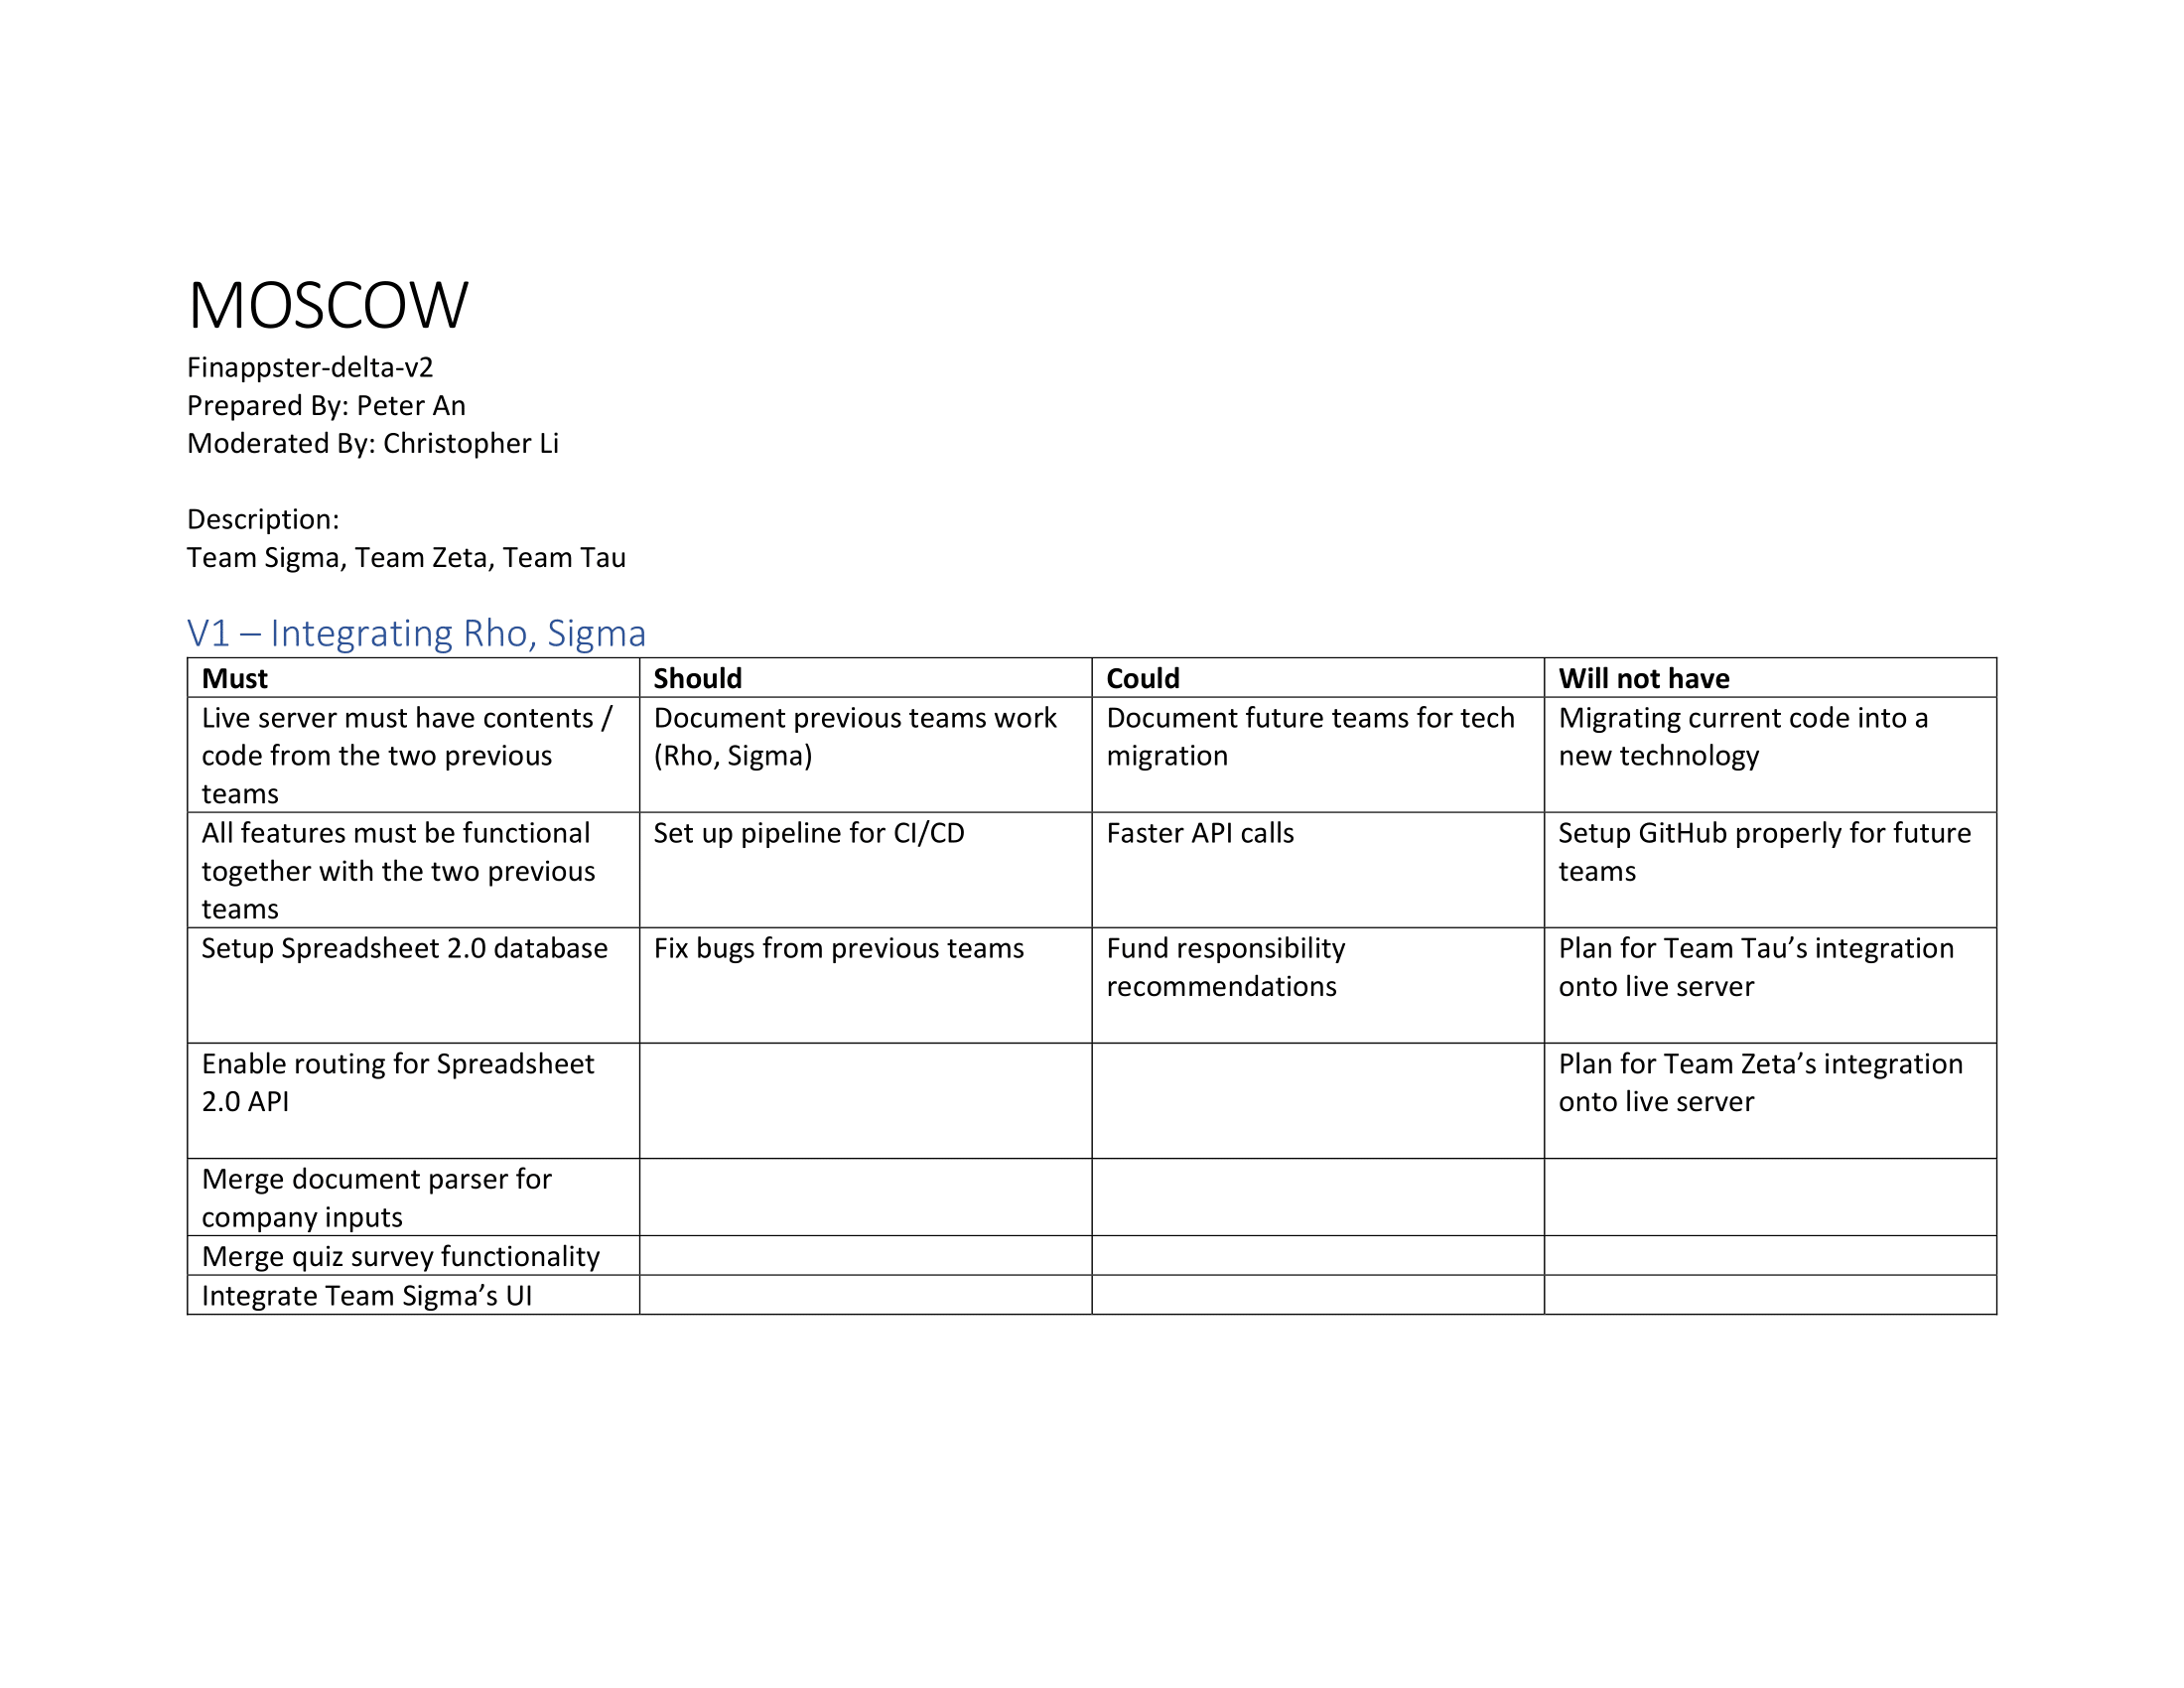 MOSCOW
Finappster-delta-v2
Prepared By: Peter An
Moderated By: Christopher Li
Description:
Team Sigma, Team Zeta, Team Tau
V1 – Integrating Rho, Sigma
Must
Should
Could
Will not have
Live server must have contents /
code from the two previous
teams
Document previous teams work
(Rho, Sigma)
Document future teams for tech
migration
Migrating current code into a
new technology
All features must be functional
together with the two previous
teams
Set up pipeline for CI/CD
Faster API calls
Setup GitHub properly for future
teams
Setup Spreadsheet 2.0 database
Fix bugs from previous teams
Fund responsibility
recommendations
Plan for Team Tau’s integration
onto live server
Enable routing for Spreadsheet
2.0 API
Plan for Team Zeta’s integration
onto live server
Merge document parser for
company inputs
Merge quiz survey functionality
Integrate Team Sigma’s UI